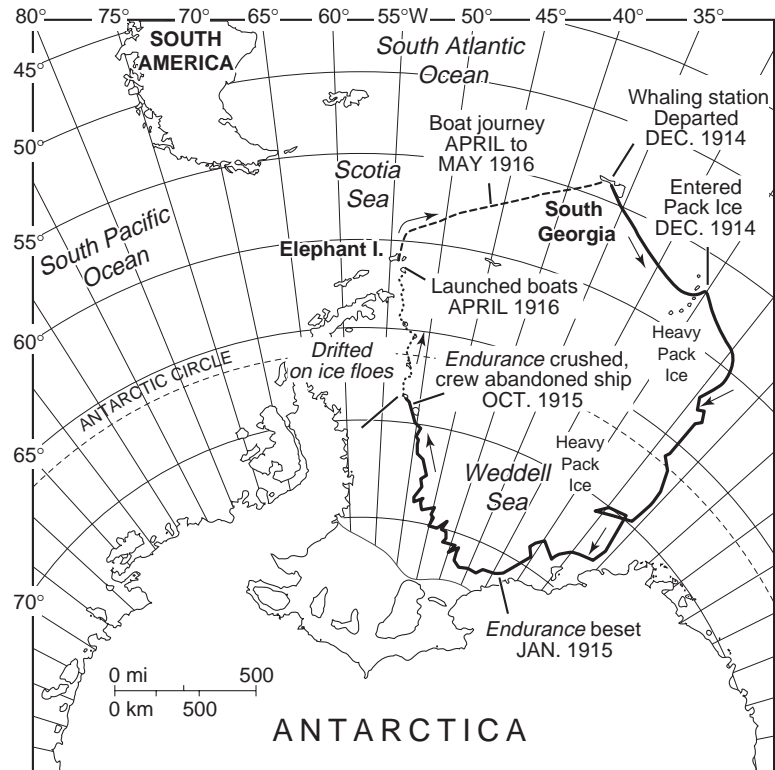 80° 75° 70° 65° 60° 55°W 50° 45° 40° 35°
45°
50°
55°
60°
65°
70°
SOUTH
AMERICA
South Atlantic
Ocean
Whaling station
Departed
DEC. 1914
Boat journey
APRIL to
MAY 1916
Scotia
Sea
Entered
Pack Ice
DEC. 1914
South
Georgia
South Pacific
Ocean
Elephant I.
Launched boats
APRIL 1916
Heavy
Pack
Ice
Drifted
on ice floes
Endurance crushed,
crew abandoned ship
OCT. 1915
ANTARCTIC CIRCLE
Heavy
Pack
Ice
Weddell
Sea
Endurance beset
JAN. 1915
0 mi 500
0 km 500
ANTARCTICA